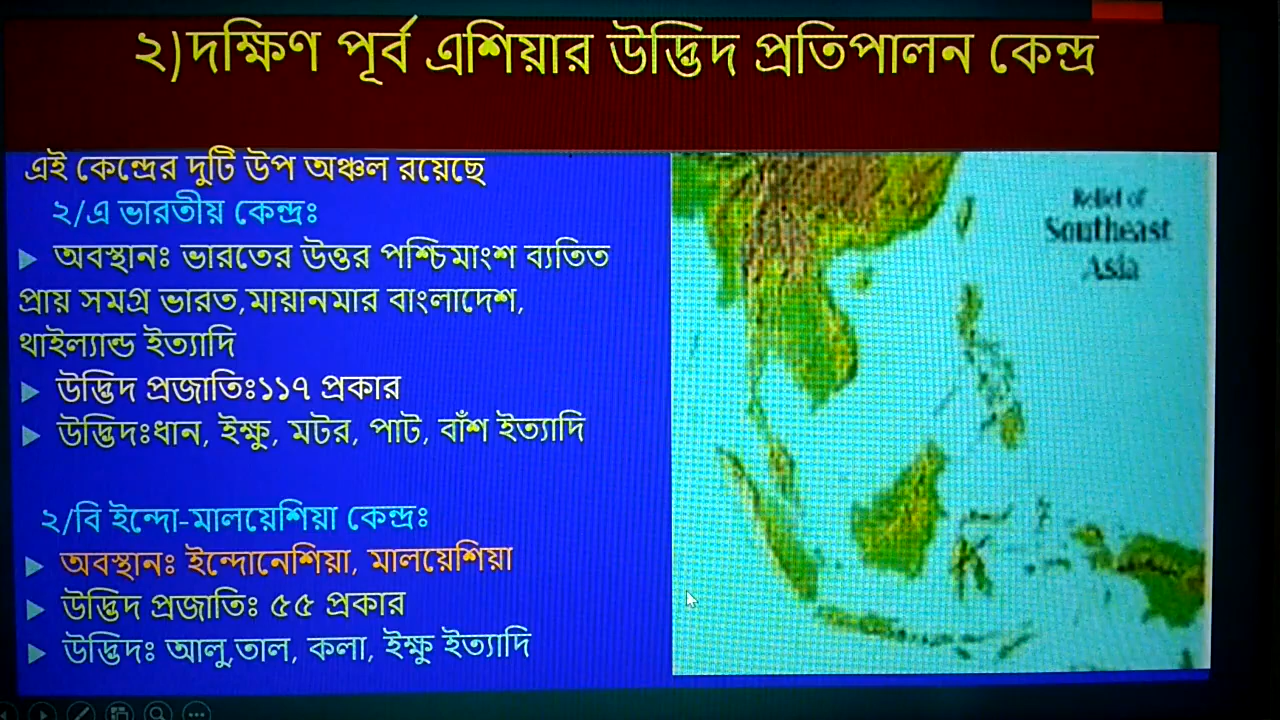 ২)দক্ষিণ পূর্ব এশিয়ার উদ্ভিদ প্রতিপালন কেন্দ্র
এই কেন্দ্রের দুটি উপ অঞ্চল রয়েছে
২/এ ভারতীয় কেন্দ্রঃ
অবস্থানঃ ভারতের উত্তর পশ্চিমাংশ ব্যতিত
প্রায় সমগ্র ভারত,মায়ানমার বাংলাদেশ,
থাইল্যান্ড ইত্যাদি
উদ্ভিদ প্রজাতিঃ১১৭ প্রকার
উদ্ভিদঃধান, ইক্ষু, মটর, পাট, বাঁশ ইত্যাদি
২/বি ইন্দো-মালয়েশিয়া কেন্দ্রঃ
অবস্থানঃ ইন্দোনেশিয়া, মালয়েশিয়া
উদ্ভিদ প্রজাতিঃ ৫৫ প্রকার
উদ্ভিদঃ আলু,তাল, কলা, ইক্ষু ইত্যাদি
Relief of
Southeast
Asia